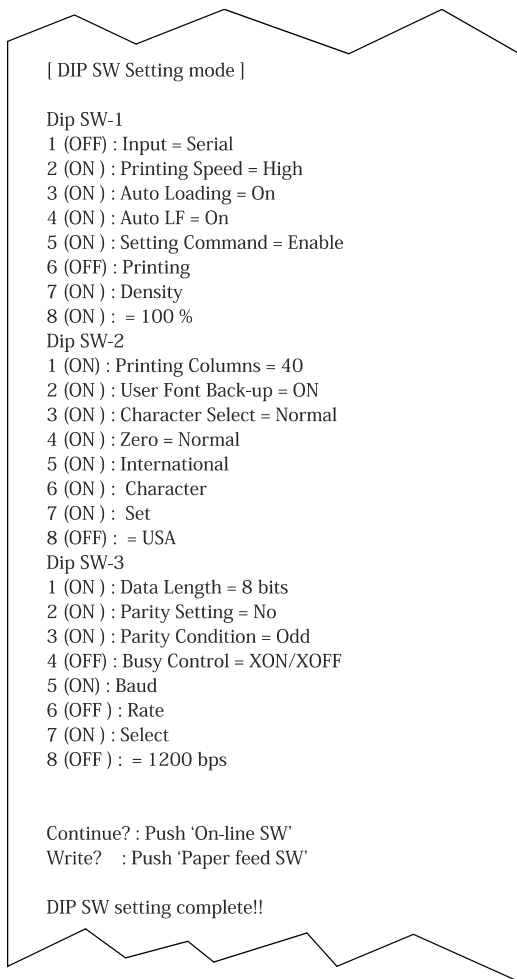 [ DIP SW Setting mode ]
Dip SW-1
1 (OFF) : Input = Serial
2 (ON ) : Printing Speed = High
3 (ON ) : Auto Loading = On
4 (ON ) : Auto LF = On
5 (ON ) : Setting Command = Enable
6 (OFF) : Printing
7 (ON ) : Density
8 (ON ) :  = 100 %
Dip SW-2
1 (ON) : Printing Columns = 40
2 (ON ) : User Font Back-up = ON
3 (ON ) : Character Select = Normal
4 (ON ) : Zero = Normal
5 (ON ) : International
6 (ON ) :  Character
7 (ON ) :  Set
8 (OFF) :  = USA
Dip SW-3
1 (ON ) : Data Length = 8 bits
2 (ON ) : Parity Setting = No
3 (ON ) : Parity Condition = Odd
4 (OFF) : Busy Control = XON/XOFF
5 (ON) : Baud
6 (OFF ) : Rate
7 (ON ) : Select
8 (OFF ) :  = 1200 bps
Continue? : Push ‘On-line SW’
Write?   : Push ‘Paper feed SW’
DIP SW setting complete!!